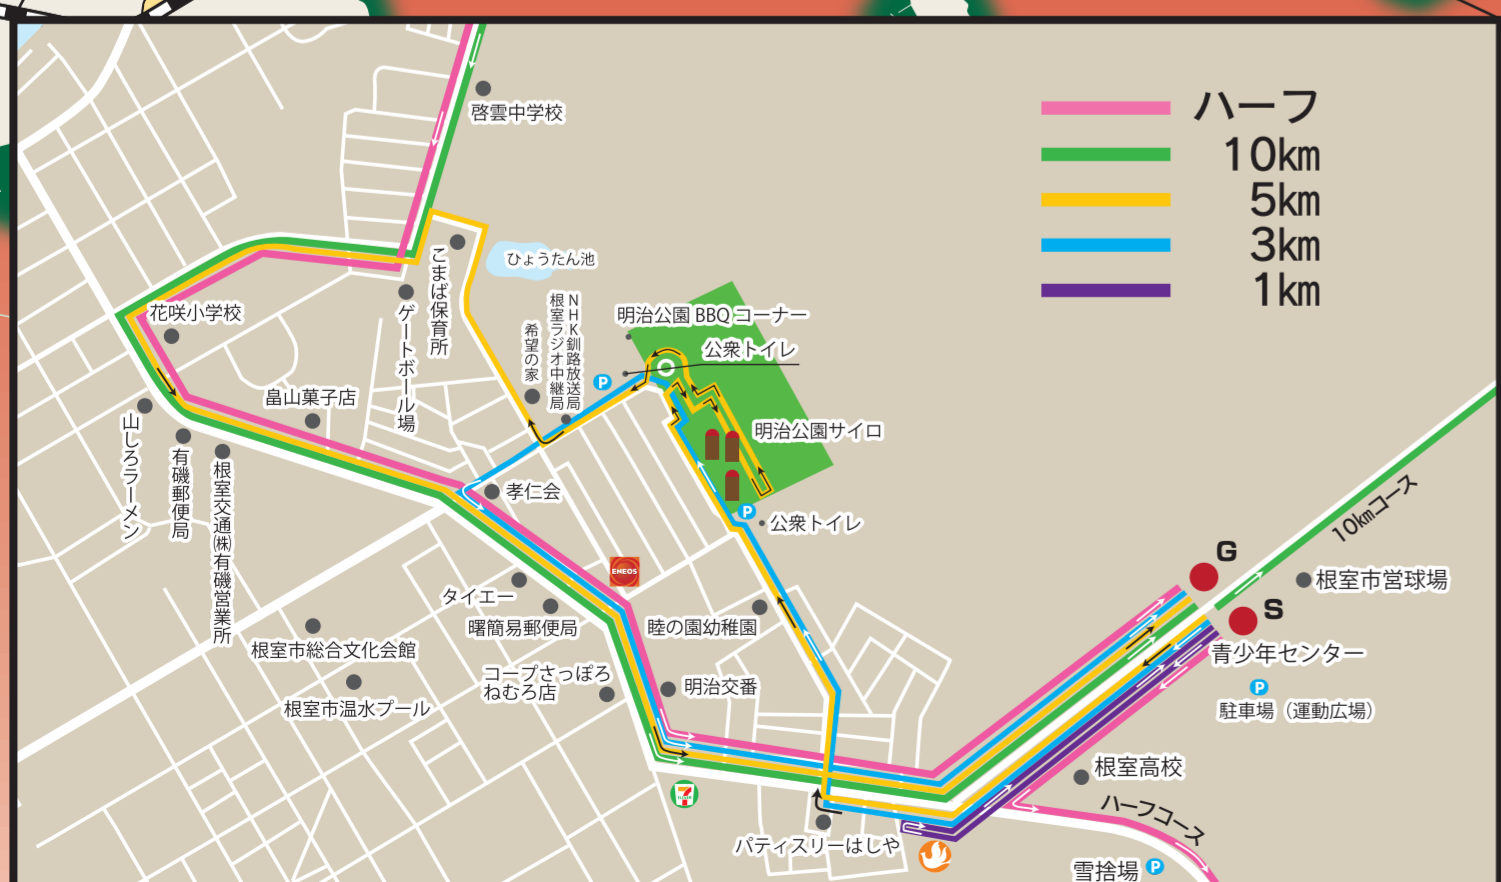 ハーフ
10km
5km
3km
1km
啓雲中学校
こまば保育所
ひょうたん池
花咲小学校
ゲートボール場
希望の家
NHK釧路放送局
根室ラジオ中継局
P
明治公園 BBQ コーナー
公衆トイレ
畠山菓子店
山しろラーメン
有磯郵便局
根室交通㈱有磯営業所
明治公園サイロ
孝仁会
P
公衆トイレ
10kmコース
ENEOS
G
根室市営球場
S
タイエー
曙簡易郵便局
睦の園幼稚園
根室市総合文化会館
青少年センター
コープさっぽろ
ねむろ店
明治交番
P
根室市温水プール
駐車場（運動広場）
根室高校
7
ハーフコース
パティスリーはしや
雪捨場
P